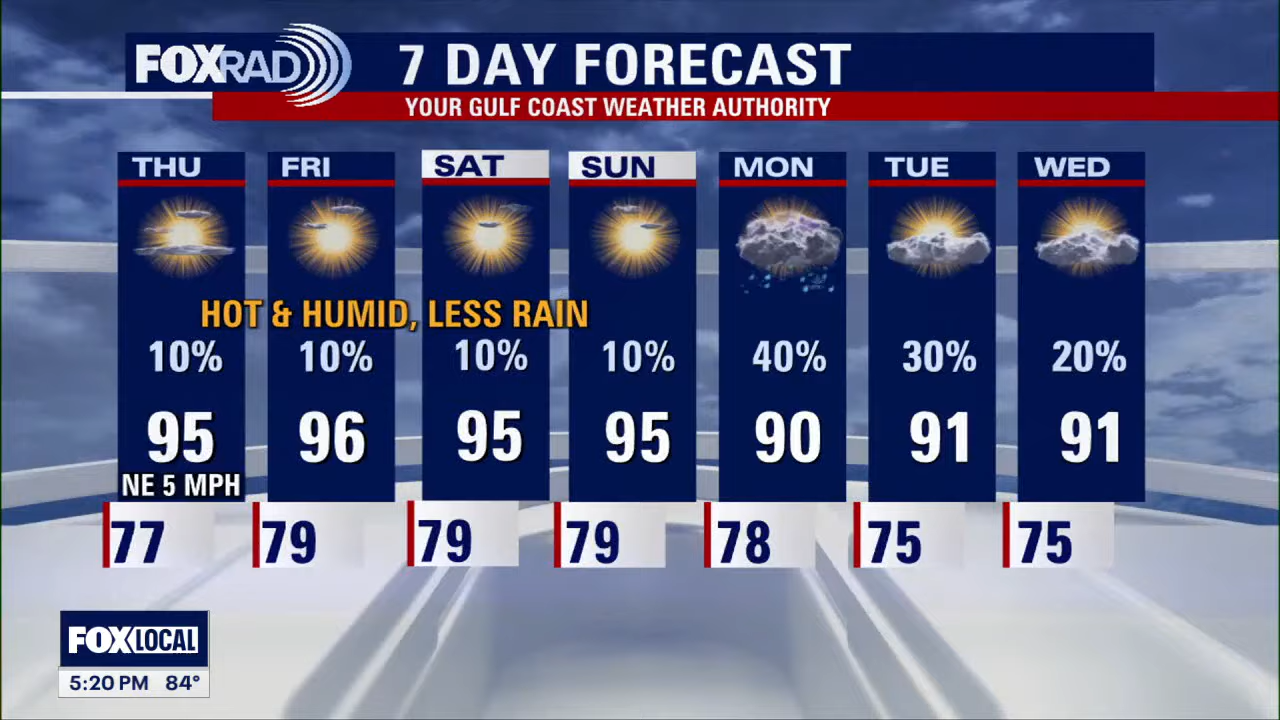 FOXRAD 7 DAY FORECAST
YOUR GULF COAST WEATHER AUTHORITY
THU FRI SAT SUN MON TUE WED
HOT & HUMID, LESS RAIN
10% 10% 10% 10% 40% 30% 20%
95 96 95 95 90 91 91
NE 5 MPH
77 79 79 79 78 75 75
FOX LOCAL
5:20 PM 84°